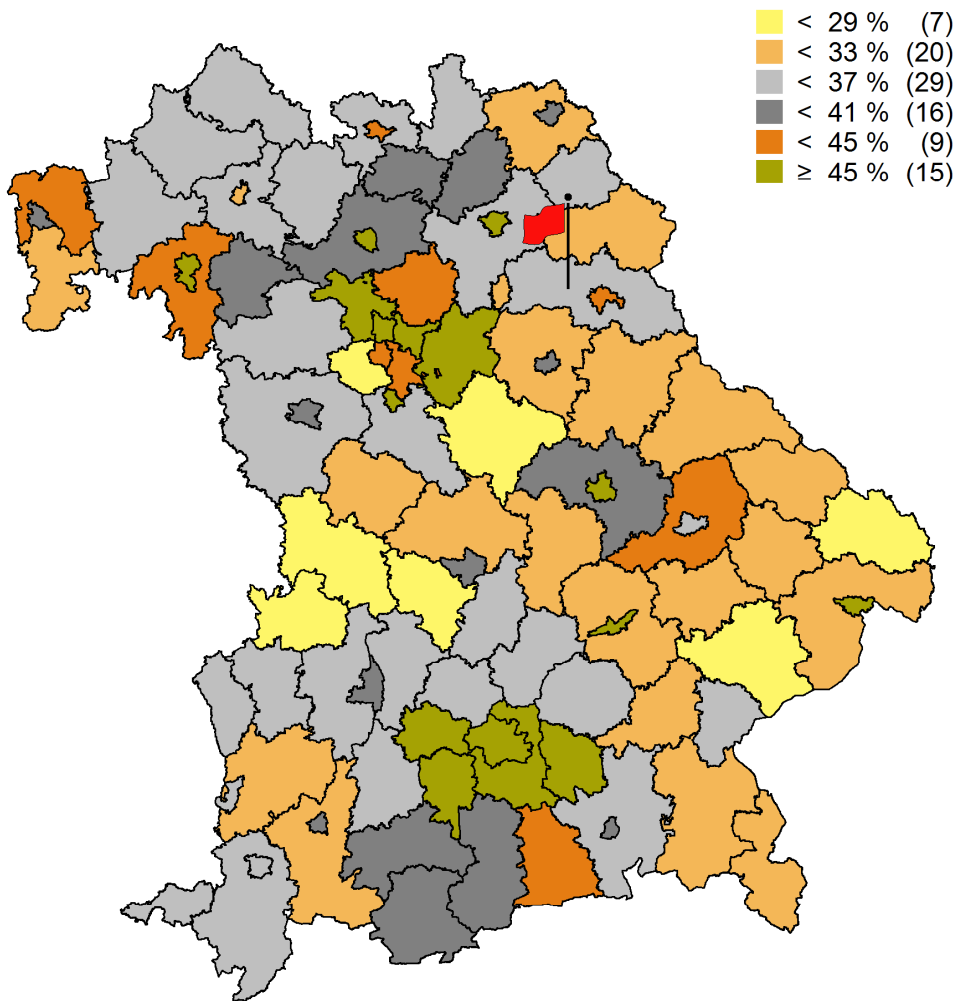 < 29 % (7)
< 33 % (20)
< 37 % (29)
< 41 % (16)
< 45 % (9)
≥ 45 % (15)